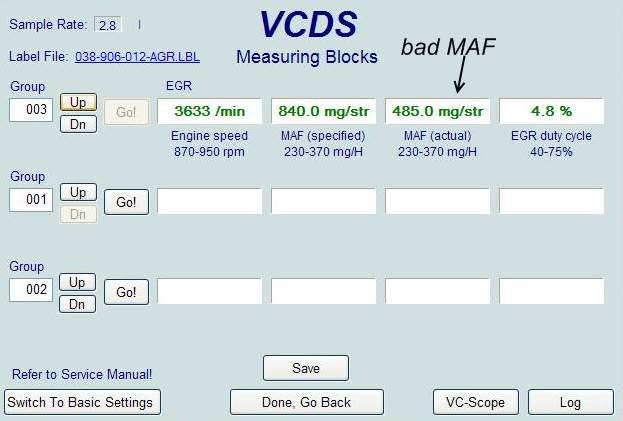 Sample Rate: 2.8
VCDS
Label File: 038-906-012-AGR.LBL
Measuring Blocks
bad MAF
Group
EGR
003 Up Dn Go! 3633 /min 840.0 mg/str 485.0 mg/str 4.8 %
Engine speed MAF (specified) MAF (actual) EGR duty cycle
870-950 rpm 230-370 mg/H 230-370 mg/H 40-75%
Group
001 Up Dn Go!
Group
002 Up Dn Go!
Save
Refer to Service Manual!
Switch To Basic Settings Done, Go Back VC-Scope Log